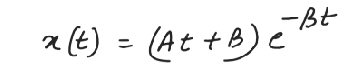 x(t) = (At + B) e^{-βt}